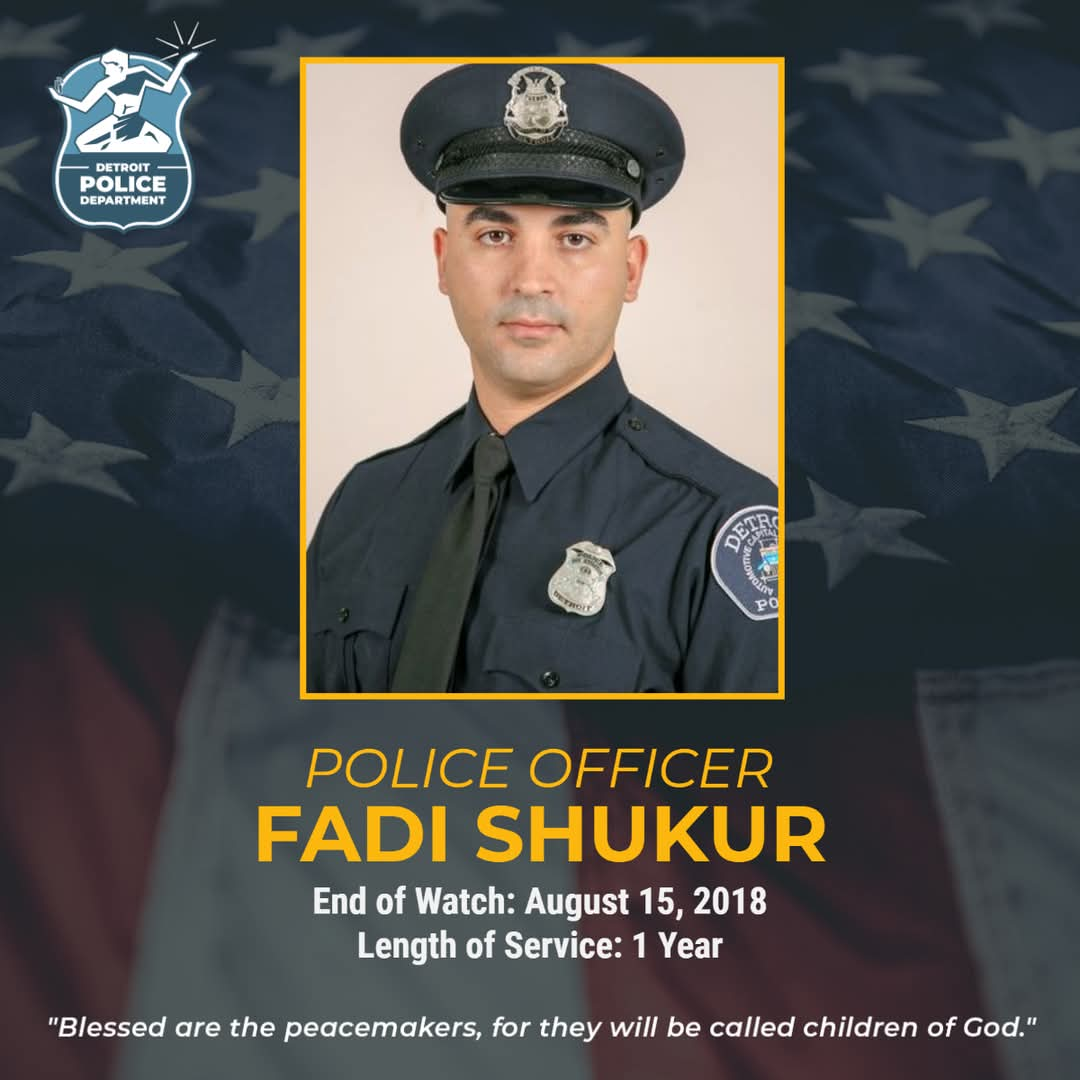 DETROIT
POLICE
DEPARTMENT
DETROIT
POLICE OFFICER
FADI SHUKUR
End of Watch: August 15, 2018
Length of Service: 1 Year
"Blessed are the peacemakers, for they will be called children of God."